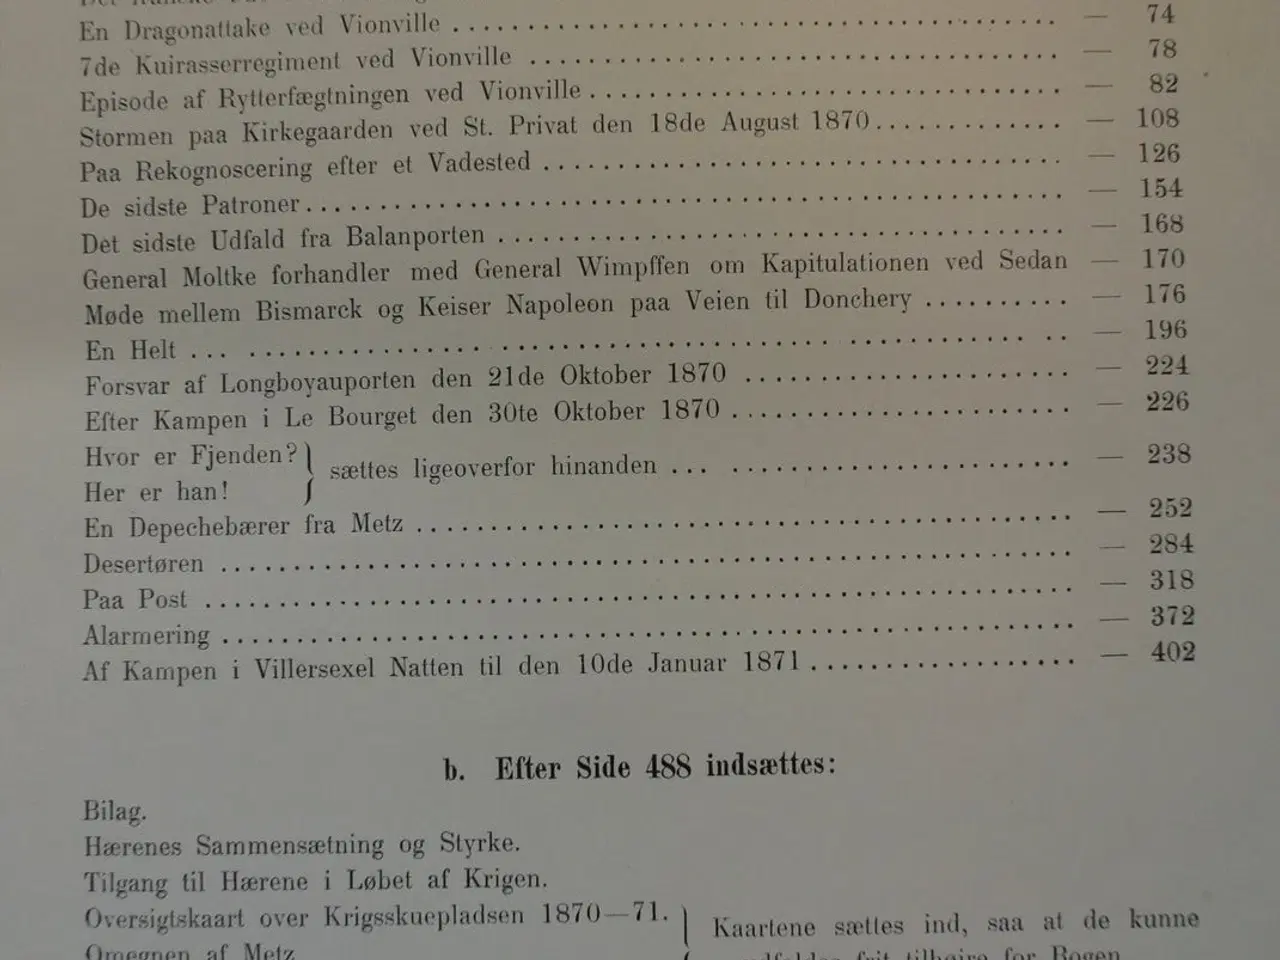 En Dragonattake ved Vionville . . . . . . . . . . . . . . . . . . . . — 74
7de Kuirasserregiment ved Vionville . . . . . . . . . . . . . . . . . . . . — 78
Episode af Rytterfægtningen ved Vionville . . . . . . . . . . . . . . . . . . . . — 82
Stormen paa Kirkegaarden ved St. Privat den 18de August 1870 . . . . . . . . . . . . . — 108
Paa Rekognoscering efter et Vadested . . . . . . . . . . . . . . . . . . . . — 126
De sidste Patroner . . . . . . . . . . . . . . . . . . . . — 154
Det sidste Udfald fra Balanporten . . . . . . . . . . . . . . . . . . . . — 168
General Moltke forhandler med General Wimpffen om Kapitulationen ved Sedan — 170
Møde mellem Bismarck og Keiser Napoleon paa Veien til Donchery . . . . . . . . . . — 176
En Helt . . . . . . . . . . . . . . . . . . . . — 196
Forsvar af Longboyauporten den 21de Oktober 1870 . . . . . . . . . . . . . . . . . . . . — 224
Efter Kampen i Le Bourget den 30te Oktober 1870 . . . . . . . . . . . . . . . . . . . . — 226
Hvor er Fjenden?
Her er han!
} sættes ligeoverfor hinanden . . . . . . . . . . . . . . . . . . . . — 238
En Depechebærer fra Metz . . . . . . . . . . . . . . . . . . . . — 252
Desertøren . . . . . . . . . . . . . . . . . . . . — 284
Paa Post . . . . . . . . . . . . . . . . . . . . — 318
Alarmering . . . . . . . . . . . . . . . . . . . . — 372
Af Kampen i Villersexel Natten til den 10de Januar 1871 . . . . . . . . . . . . . . . . . . — 402
b. Efter Side 488 indsættes:
Bilag.
Hærenes Sammensætning og Styrke.
Tilgang til Hærene i Løbet af Krigen.
Oversigtskaart over Krigsskuepladsen 1870—71.
Omegnen af Metz
Kaartene sættes ind, saa at de kunne
frit tilhøire for Bogen